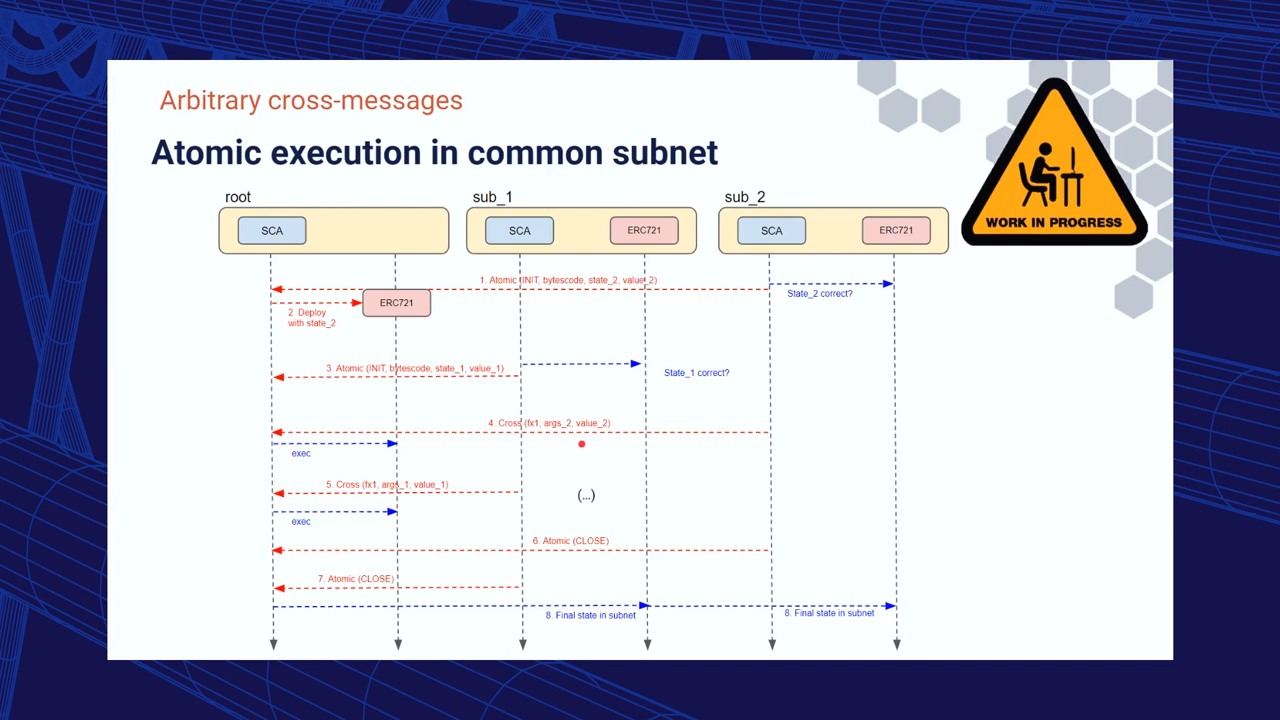 Arbitrary cross-messages
Atomic execution in common subnet
WORK IN PROGRESS
root
sub_1
sub_2
SCA
SCA
ERC721
SCA
ERC721
1. Atomic (INIT, bytescode, state_2, value_2)
State_2 correct?
ERC721
2. Deploy
with state_2
3. Atomic (INIT, bytescode, state_1, value_1)
State_1 correct?
4. Cross (fx1, args_2, value_2)
exec
5. Cross (fx1, args_1, value_1)
(...)
exec
6. Atomic (CLOSE)
7. Atomic (CLOSE)
8. Final state in subnet
8. Final state in subnet